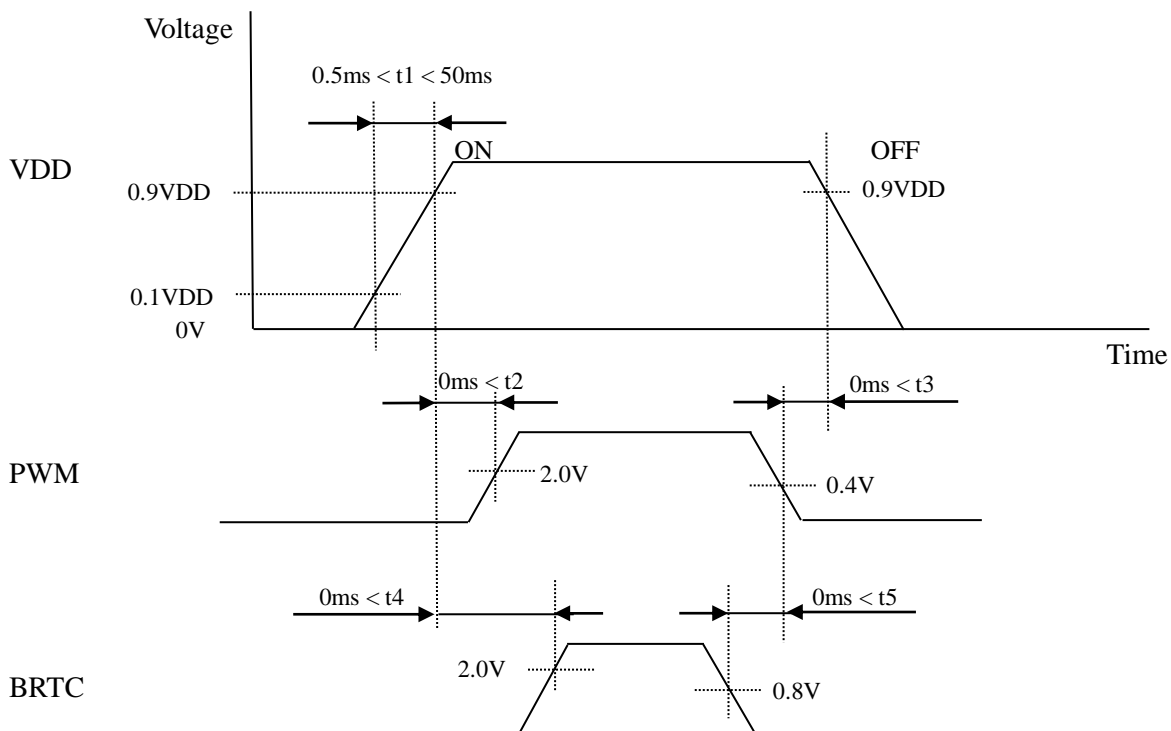 Voltage
0.5ms < t1 < 50ms
ON
OFF
VDD
0.9VDD
0.9VDD
0.1VDD
0V
Time
0ms < t2
0ms < t3
PWM
2.0V
0.4V
0ms < t4
0ms < t5
2.0V
BRTC
0.8V